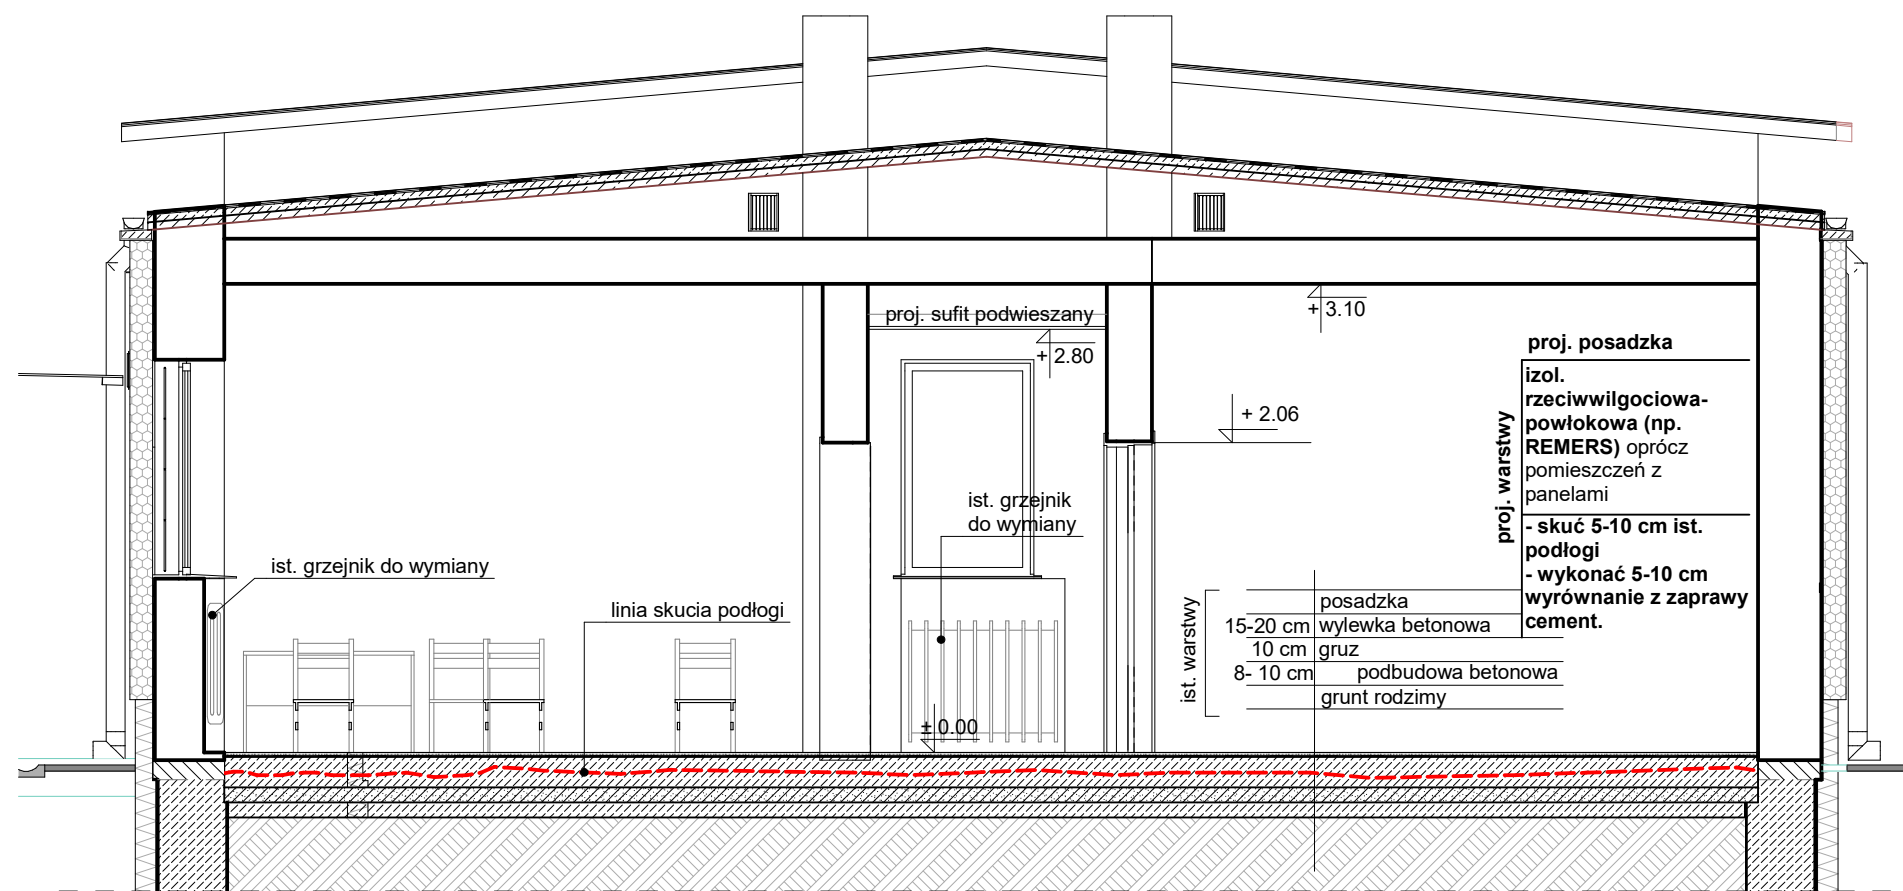 proj. sufit podwieszany
+ 2.80
+ 3.10
+ 2.06
proj. posadzka
proj. warstwy
izol.
rzeciwwilgociowa-
powłokowa (np.
REMERS) oprócz
pomieszczeń z
panelami
- skuć 5-10 cm ist.
podłogi
- wykonać 5-10 cm
wyrównanie z zaprawy
cement.
ist. grzejnik
do wymiany
ist. grzejnik do wymiany
linia skucia podłogi
ist. warstwy
posadzka
15-20 cm wylewka betonowa
10 cm gruz
8- 10 cm podbudowa betonowa
grunt rodzimy
± 0.00